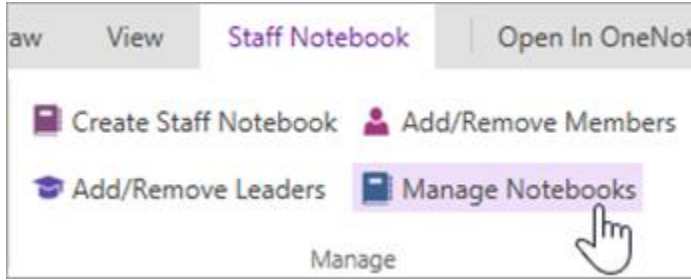 aw View Staff Notebook Open In OneNot
Create Staff Notebook Add/Remove Members
Add/Remove Leaders Manage Notebooks
Manage